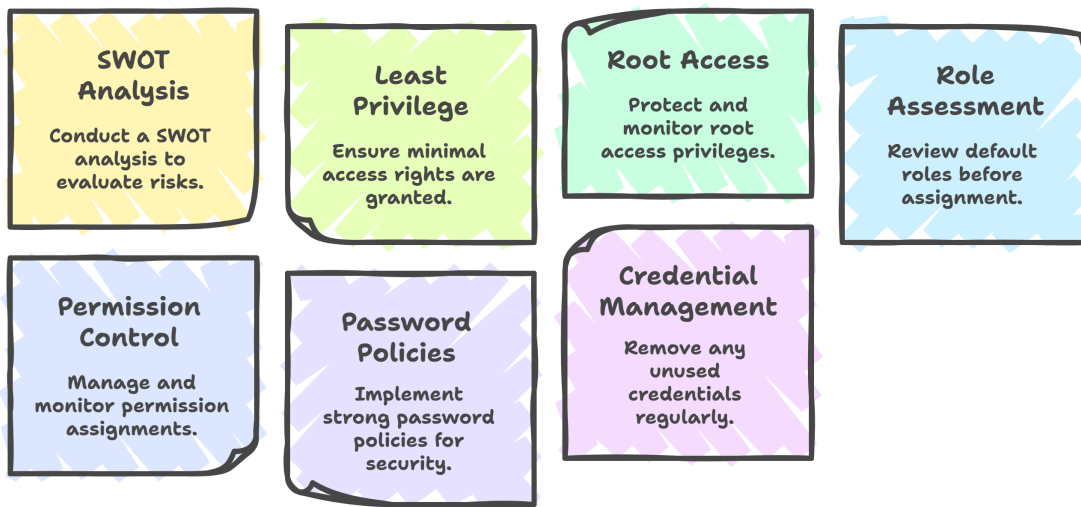 SWOT
Analysis
Conduct a SWOT
analysis to
evaluate risks.
Least
Privilege
Ensure minimal
access rights are
granted.
Root Access
Protect and
monitor root
access privileges.
Role
Assessment
Review default
roles before
assignment.
Permission
Control
Manage and
monitor permission
assignments.
Password
Policies
Implement
strong password
policies for
security.
Credential
Management
Remove any
unused
credentials
regularly.